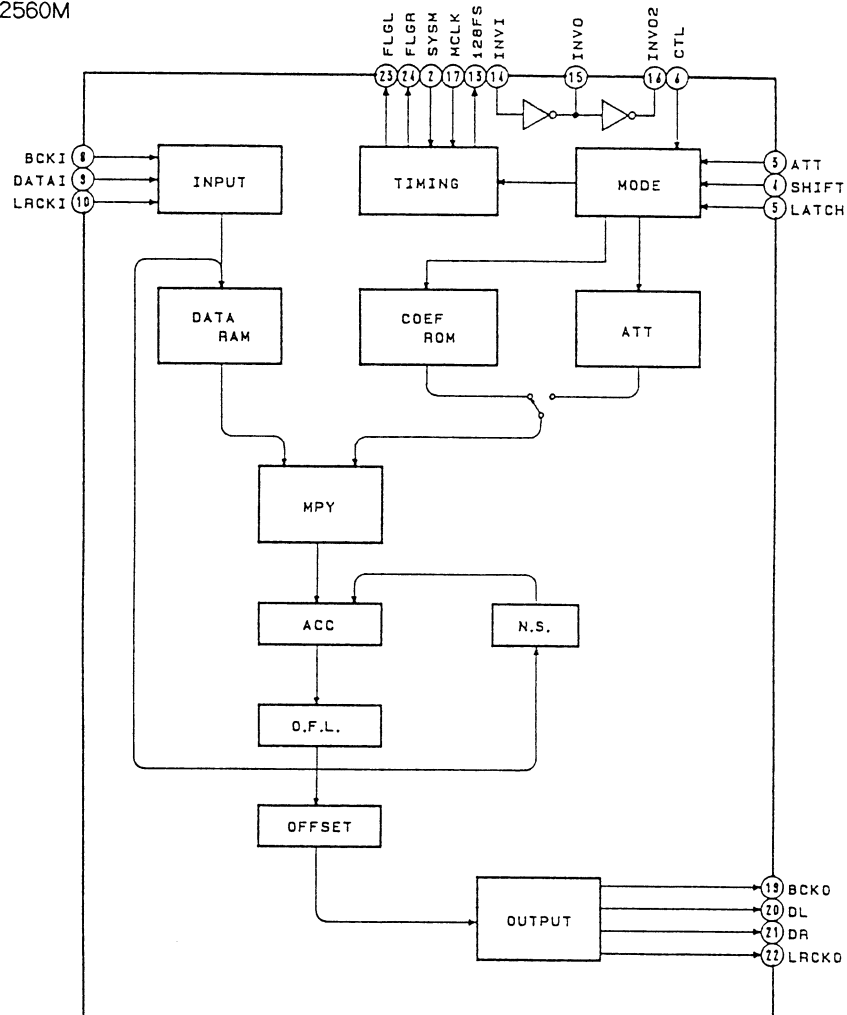 2560M
FLGL
FLGR
SYSM
MCLK
128FS
INVI
INVO
INVO2
CTL
23
24
2
17
13
14
15
16
6
BCKI 8
DATAI 9
LRCKI 10
INPUT
TIMING
MODE
3 ATT
4 SHIFT
5 LATCH
DATA
RAM
COEF
ROM
ATT
MPY
ACC
N.S.
O.F.L.
OFFSET
OUTPUT
19 BCKO
20 DL
21 DR
22 LRCKO